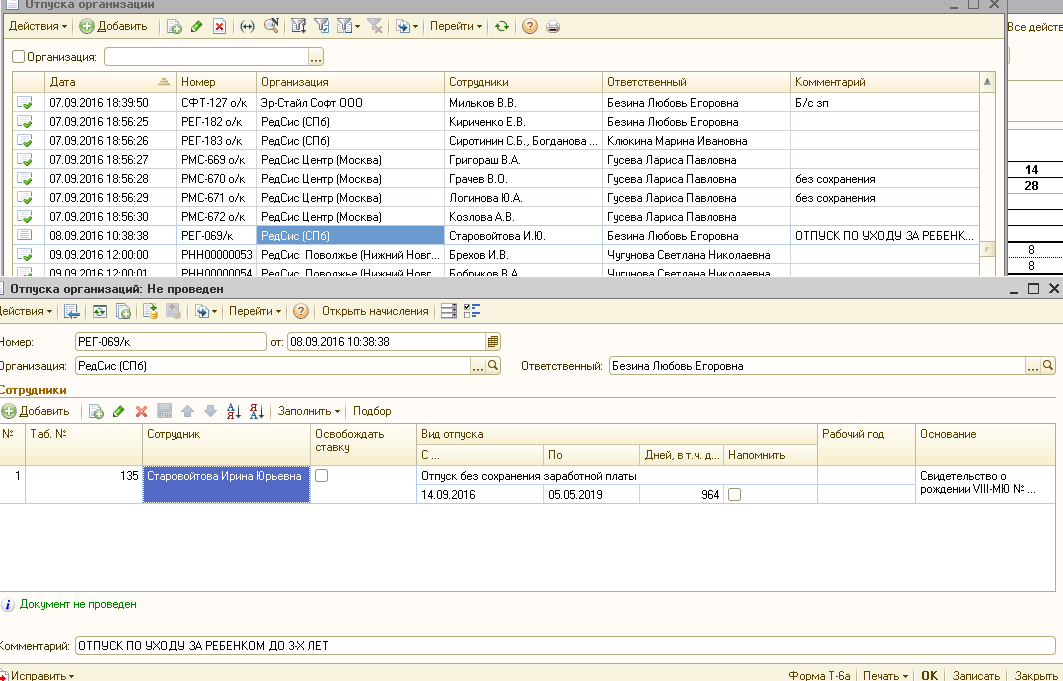 Отпуска организации
Действия Добавить Перейти
Организация: ...
Дата Номер Организация Сотрудники Ответственный Комментарий
07.09.2016 18:39:50 СФТ-127 о/к Эр-Стайл Софт ООО Мильков В.В. Безина Любовь Егоровна Б/с зп
07.09.2016 18:56:25 РЕГ-182 о/к РедСис (СПб) Кириченко Е.В. Безина Любовь Егоровна
07.09.2016 18:56:26 РЕГ-183 о/к РедСис (СПб) Сиротинин С.Б., Богданова ... Клюкина Марина Ивановна
07.09.2016 18:56:27 РМС-669 о/к РедСис Центр (Москва) Григораш В.А. Гусева Лариса Павловна
07.09.2016 18:56:28 РМС-670 о/к РедСис Центр (Москва) Грачев В.О. Гусева Лариса Павловна без сохранения
07.09.2016 18:56:29 РМС-671 о/к РедСис Центр (Москва) Логинова Ю.А. Гусева Лариса Павловна без сохранения
07.09.2016 18:56:30 РМС-672 о/к РедСис Центр (Москва) Козлова А.В. Гусева Лариса Павловна
08.09.2016 10:38:38 РЕГ-069/к РедСис (СПб) Старовойтова И.Ю. Безина Любовь Егоровна ОТПУСК ПО УХОДУ ЗА РЕБЕНК...
09.09.2016 12:00:00 РНН00000053 РедСис Поволжье (Нижний Новг... Брехов И.В. Чугунова Светлана Николаевна
09.09.2016 12:00:01 РНН00000054 РедСис Поволжье (Нижний Новг... Бобриков В.А. Чугунова Светлана Николаевна
Все дейст
14
28
8
8
Отпуска организаций: Не проведен
Действия Перейти Открыть начисления
Номер: РЕГ-069/к от: 08.09.2016 10:38:38
Организация: РедСис (СПб) ... Ответственный: Безина Любовь Егоровна ...
Сотрудники
Добавить Заполнить Подбор
№ Таб. № Сотрудник Освобождать ставку Вид отпуска Рабочий год Основание
С ... По Дней, в т.ч. д... Напомнить
1 135 Старовойтова Ирина Юрьевна Отпуск без сохранения заработной платы Свидетельство о
14.09.2016 05.05.2019 964 рождении VIII-МЮ № ...
Документ не проведен
Комментарий: ОТПУСК ПО УХОДУ ЗА РЕБЕНКОМ ДО 3-Х ЛЕТ
Исправить Форма Т-6а Печать OK Записать Закрыть